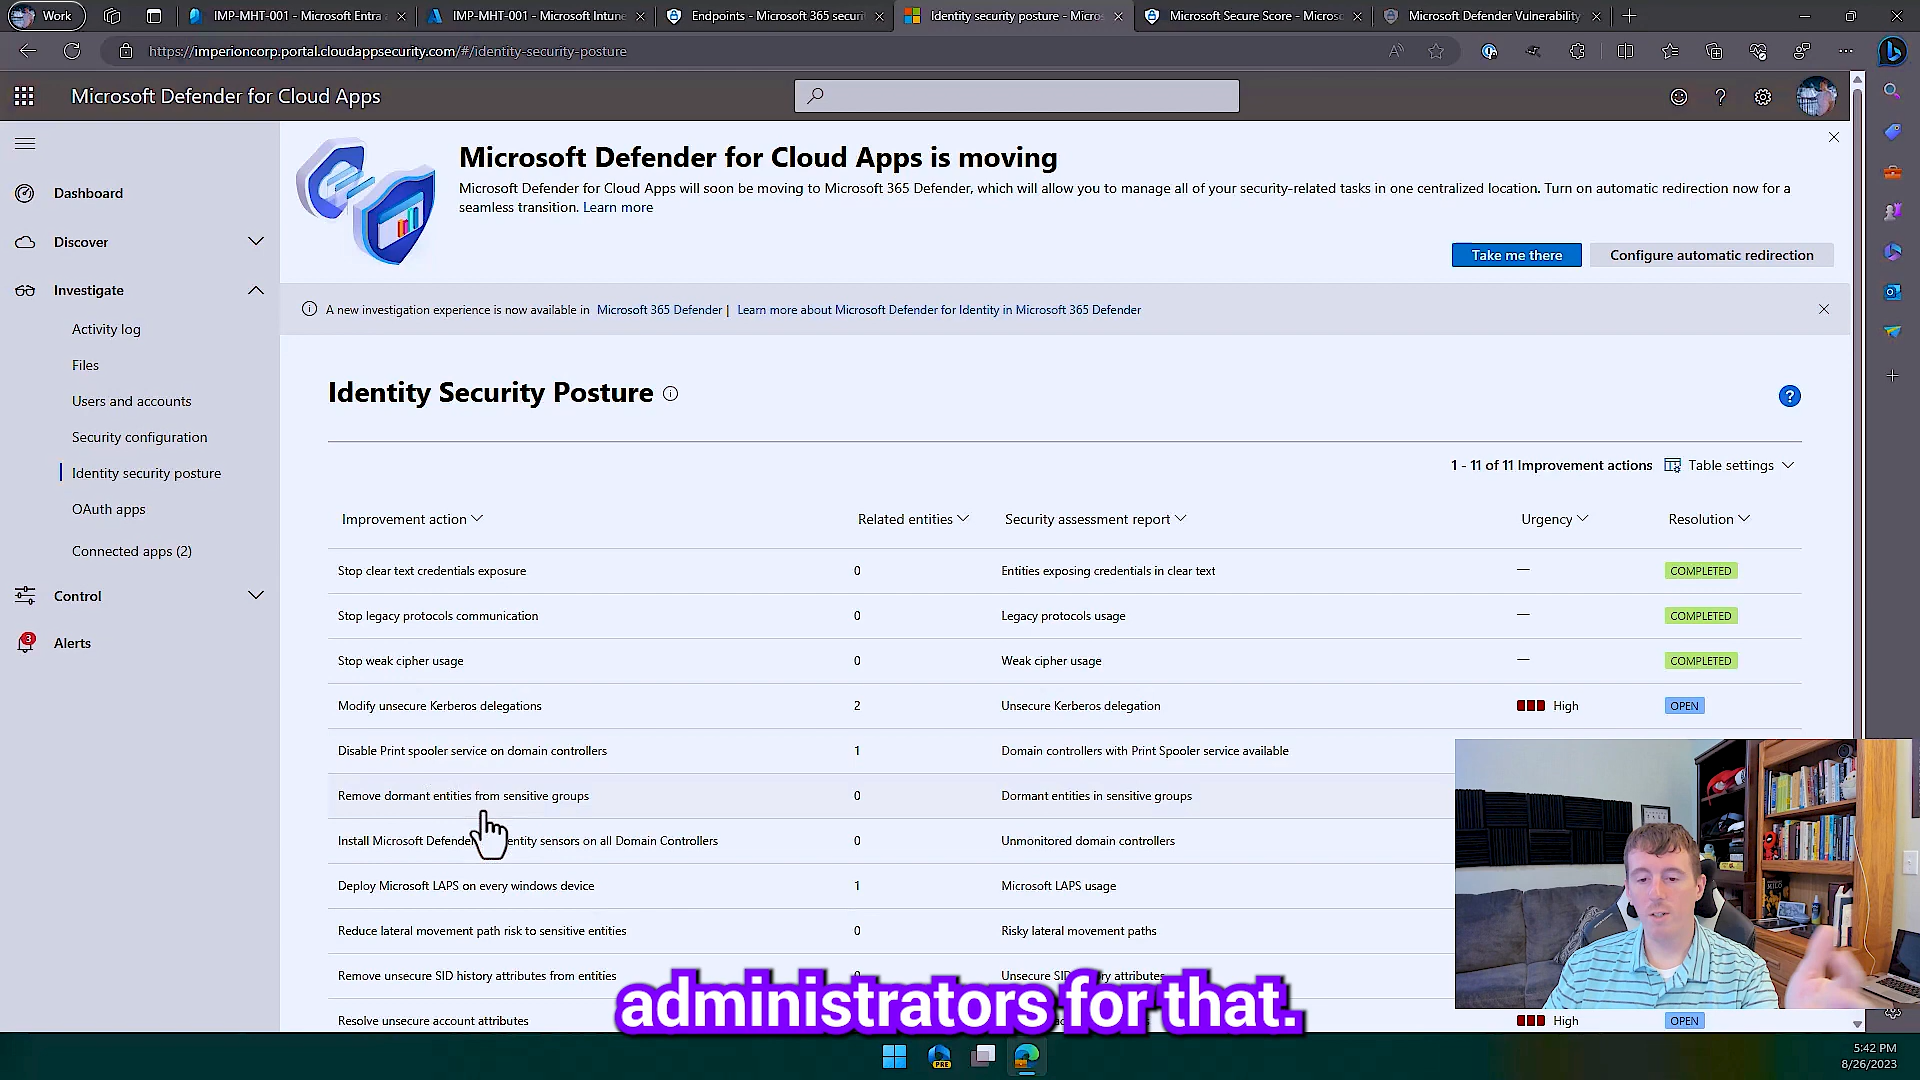 Work
IMP-MHT-001 - Microsoft Entra
IMP-MHT-001 - Microsoft Intune
Endpoints - Microsoft 365 securi
Identity security posture - Micros
Microsoft Secure Score - Microso
Microsoft Defender Vulnerability
https://imperioncorp.portal.cloudappsecurity.com/#/identity-security-posture
Microsoft Defender for Cloud Apps
Microsoft Defender for Cloud Apps is moving
Microsoft Defender for Cloud Apps will soon be moving to Microsoft 365 Defender, which will allow you to manage all of your security-related tasks in one centralized location. Turn on automatic redirection now for a
seamless transition. Learn more
Take me there
Configure automatic redirection
A new investigation experience is now available in Microsoft 365 Defender | Learn more about Microsoft Defender for Identity in Microsoft 365 Defender
Dashboard
Discover
Investigate
Activity log
Files
Users and accounts
Security configuration
Identity security posture
OAuth apps
Connected apps (2)
Control
3
Alerts
Identity Security Posture
?
1 - 11 of 11 Improvement actions Table settings
Improvement action Related entities Security assessment report Urgency Resolution
Stop clear text credentials exposure 0 Entities exposing credentials in clear text — COMPLETED
Stop legacy protocols communication 0 Legacy protocols usage — COMPLETED
Stop weak cipher usage 0 Weak cipher usage — COMPLETED
Modify unsecure Kerberos delegations 2 Unsecure Kerberos delegation High OPEN
Disable Print spooler service on domain controllers 1 Domain controllers with Print Spooler service available
Remove dormant entities from sensitive groups 0 Dormant entities in sensitive groups
Install Microsoft Defender entity sensors on all Domain Controllers 0 Unmonitored domain controllers
Deploy Microsoft LAPS on every windows device 1 Microsoft LAPS usage
Reduce lateral movement path risk to sensitive entities 0 Risky lateral movement paths
Remove unsecure SID history attributes from entities 0 Unsecure SID history attributes
Resolve unsecure account attributes High OPEN
administrators for that.
PRE
5:42 PM
8/26/2023